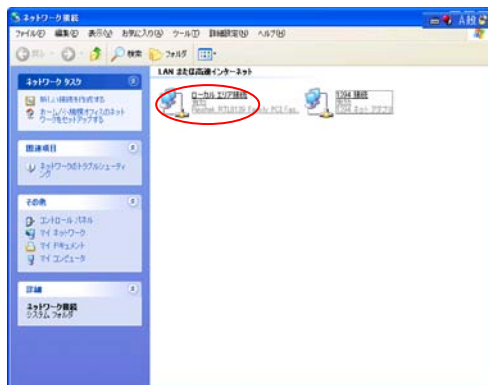 ネットワーク接続
ファイル(F) 編集(E) 表示(V) お気に入り(A) ツール(T) 詳細設定(N) ヘルプ(H)
検索 フォルダ
ネットワーク タスク
新しい接続を作成する
ホーム/小規模オフィスのネット
ワークをセットアップする
関連項目
ネットワークのトラブルシューティ
ング
その他
コントロール パネル
マイ ネットワーク
マイ ドキュメント
マイ コンピュータ
詳細
ネットワーク接続
システム フォルダ
LAN または高速インターネット
ローカル エリア接続
有効
Realtek RTL8139 Family PCI Fas...
1394 接続
有効
1394 ネット アダプタ